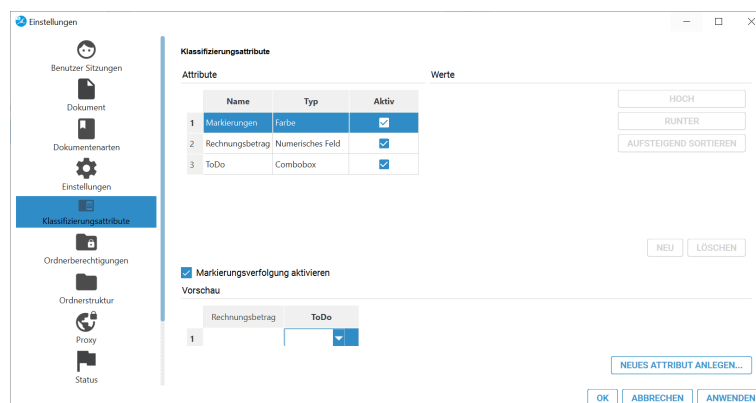 Einstellungen
Benutzer Sitzungen
Dokument
Dokumentenarten
Einstellungen
Klassifizierungsattribute
Ordnerberechtigungen
Ordnerstruktur
Proxy
Status
Klassifizierungsattribute
Attribute
Werte
Name Typ Aktiv
1 Markierungen Farbe
2 Rechnungsbetrag Numerisches Feld
3 ToDo Combobox
HOCH
RUNTER
AUFSTEIGEND SORTIEREN
NEU LÖSCHEN
Markierungsverfolgung aktivieren
Vorschau
Rechnungsbetrag ToDo
1
NEUES ATTRIBUT ANLEGEN...
OK ABBRECHEN ANWENDEN